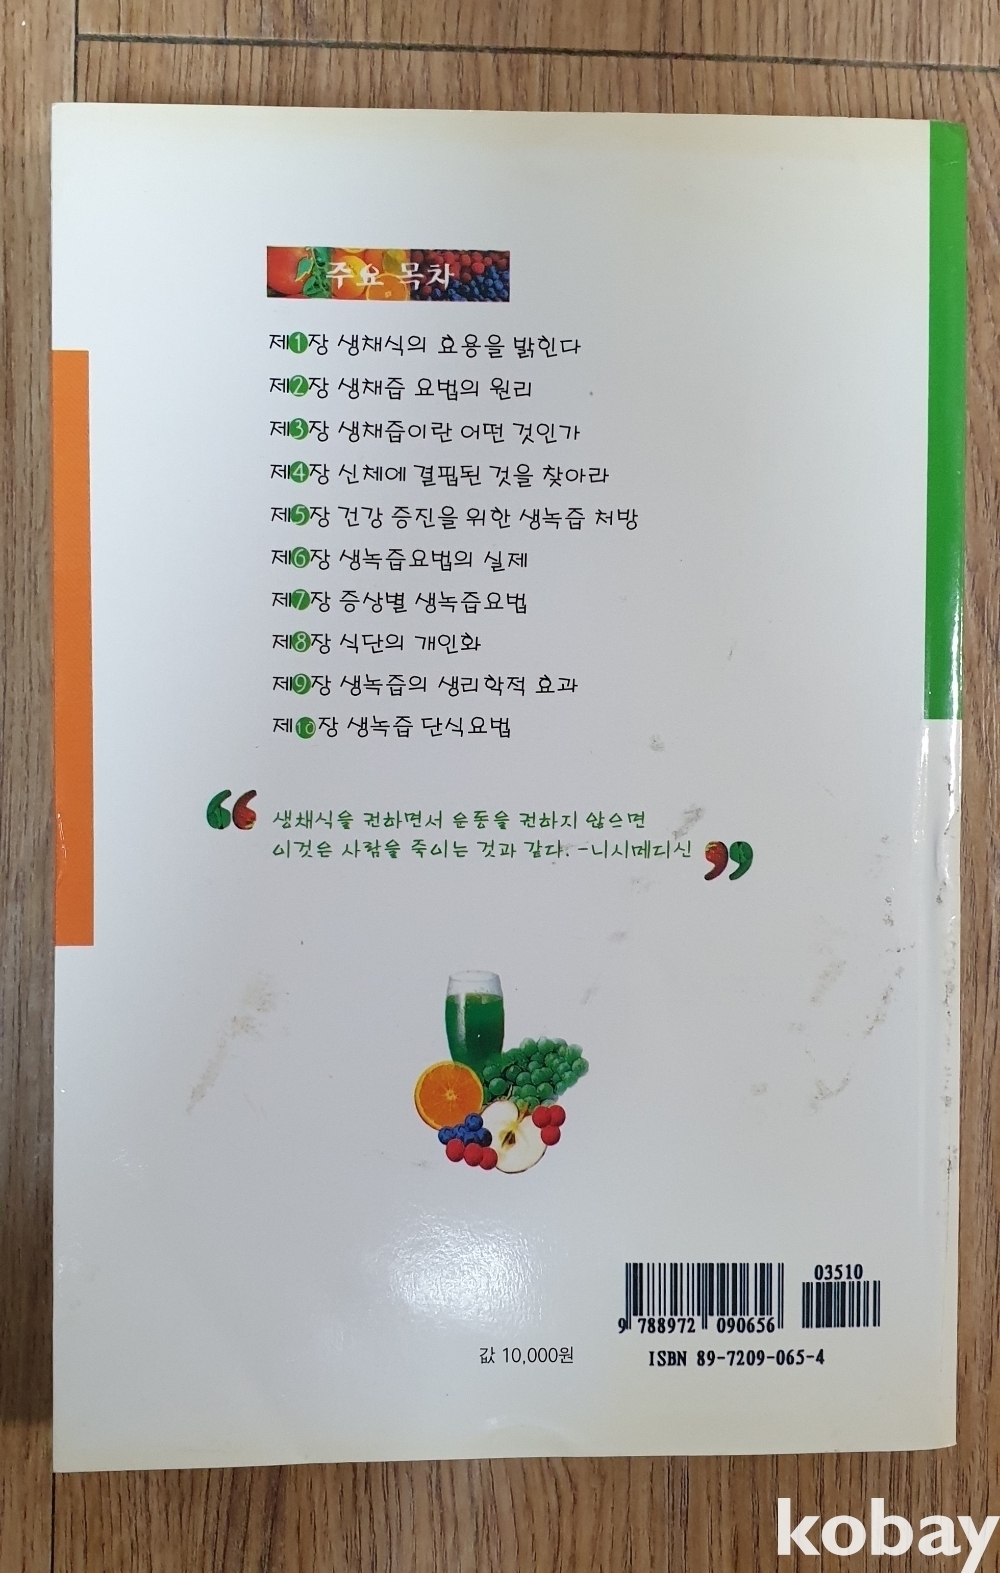 주요 목차
제1장 생채식의 효용을 밝힌다
제2장 생채즙 요법의 원리
제3장 생채즙이란 어떤 것인가
제4장 신체에 결핍된 것을 찾아라
제5장 건강 증진을 위한 생녹즙 처방
제6장 생녹즙요법의 실제
제7장 증상별 생녹즙요법
제8장 식단의 개인화
제9장 생녹즙의 생리학적 효과
제10장 생녹즙 단식요법
“ 생채식을 권하면서 운동을 권하지 않으면
이것은 사람을 죽이는 것과 같다. -니시메디신 ”
03510
9 788972 090656
값 10,000원 ISBN 89-7209-065-4
kobay